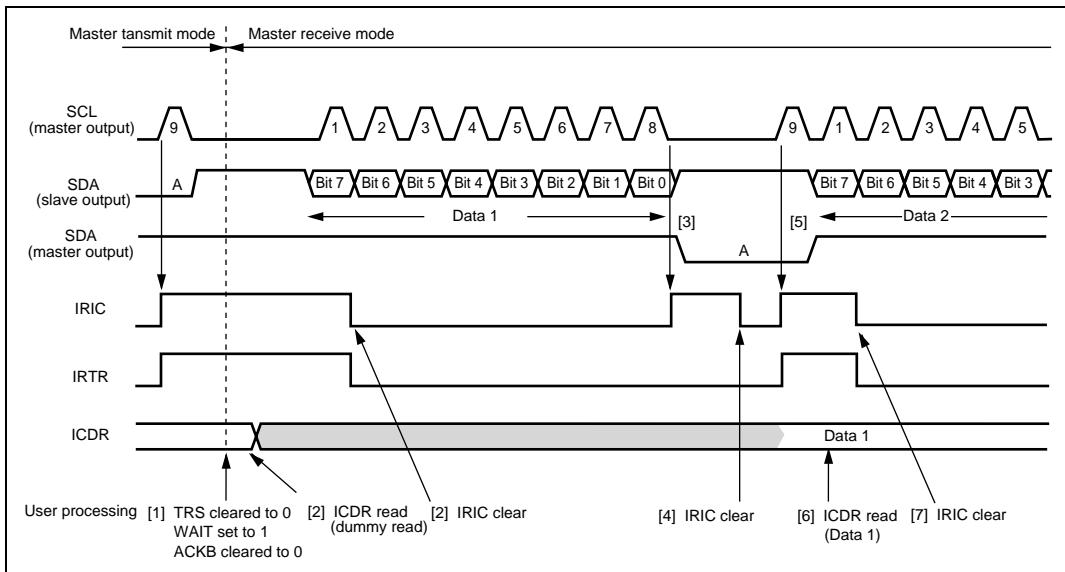 Master tansmit mode Master receive mode
SCL
(master output)
9 1 2 3 4 5 6 7 8 9 1 2 3 4 5
SDA
(slave output)
A Bit 7 Bit 6 Bit 5 Bit 4 Bit 3 Bit 2 Bit 1 Bit 0 Bit 7 Bit 6 Bit 5 Bit 4 Bit 3
Data 1 [3] [5] Data 2
SDA
(master output)
A
IRIC
IRTR
ICDR
Data 1
User processing [1] TRS cleared to 0
WAIT set to 1
ACKB cleared to 0
[2] ICDR read
(dummy read)
[2] IRIC clear
[4] IRIC clear
[6] ICDR read
(Data 1)
[7] IRIC clear